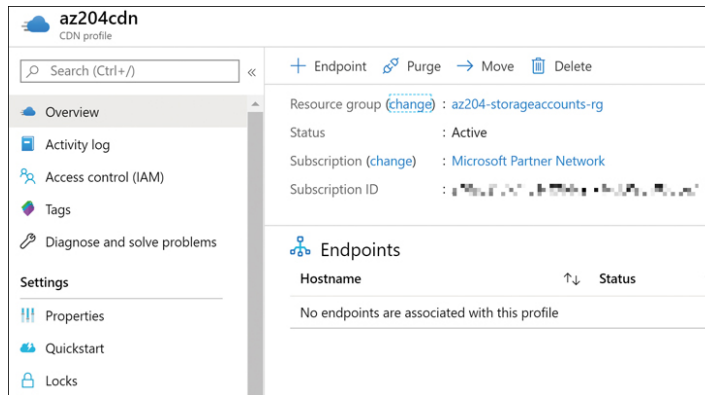 az204cdn
CDN profile
Search (Ctrl+/)
«
Overview
Activity log
Access control (IAM)
Tags
Diagnose and solve problems
Settings
Properties
Quickstart
Locks
+ Endpoint Purge → Move Delete
Resource group (change) : az204-storageaccounts-rg
Status : Active
Subscription (change) : Microsoft Partner Network
Subscription ID :
Endpoints
Hostname ↑↓ Status
No endpoints are associated with this profile